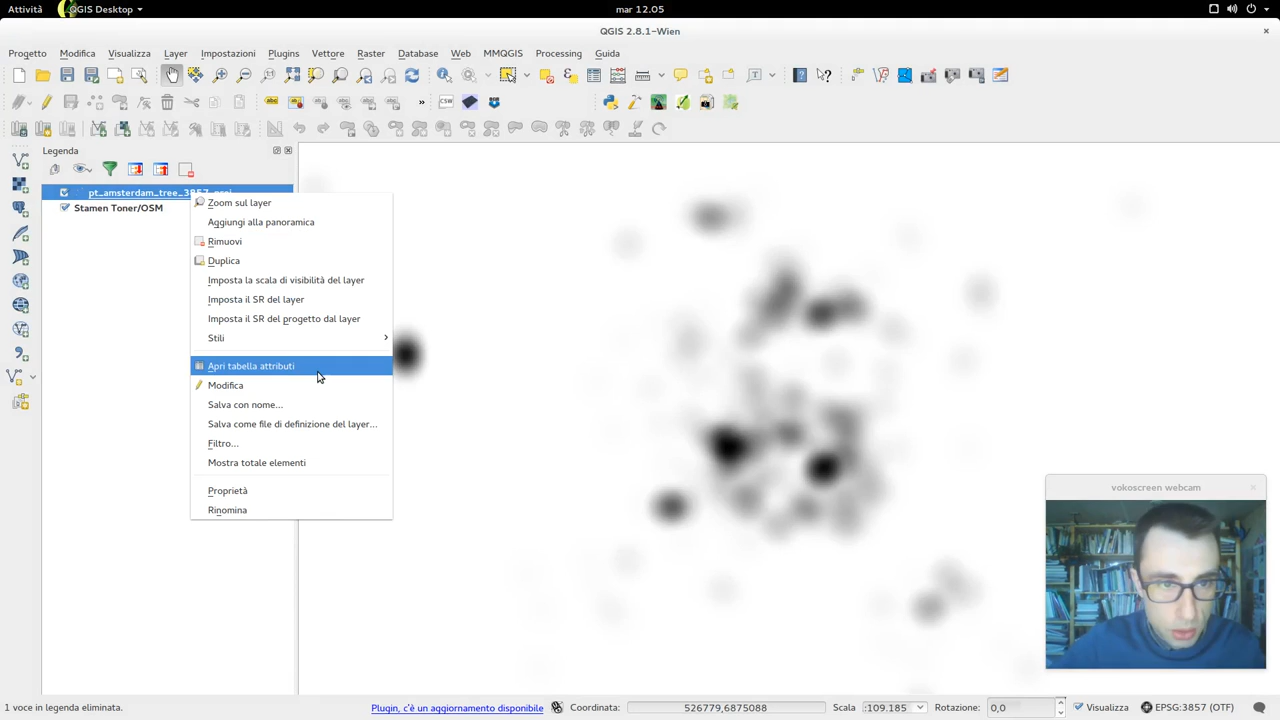 Attività
QGIS Desktop
mar 12.05
QGIS 2.8.1-Wien
Progetto
Modifica
Visualizza
Layer
Impostazioni
Plugins
Vettore
Raster
Database
Web
MMQGIS
Processing
Guida
Legenda
pt_amsterdam_tree_3857_proj
Stamen Toner/OSM
Zoom sul layer
Aggiungi alla panoramica
Rimuovi
Duplica
Imposta la scala di visibilità del layer
Imposta il SR del layer
Imposta il SR del progetto dal layer
Stili
Apri tabella attributi
Modifica
Salva con nome...
Salva come file di definizione del layer...
Filtro...
Mostra totale elementi
Proprietà
Rinomina
vokoscreen webcam
1 voce in legenda eliminata.
Plugin, c'è un aggiornamento disponibile
Coordinata:
526779,6875088
Scala
:109.185
Rotazione:
0,0
Visualizza
EPSG:3857 (OTF)